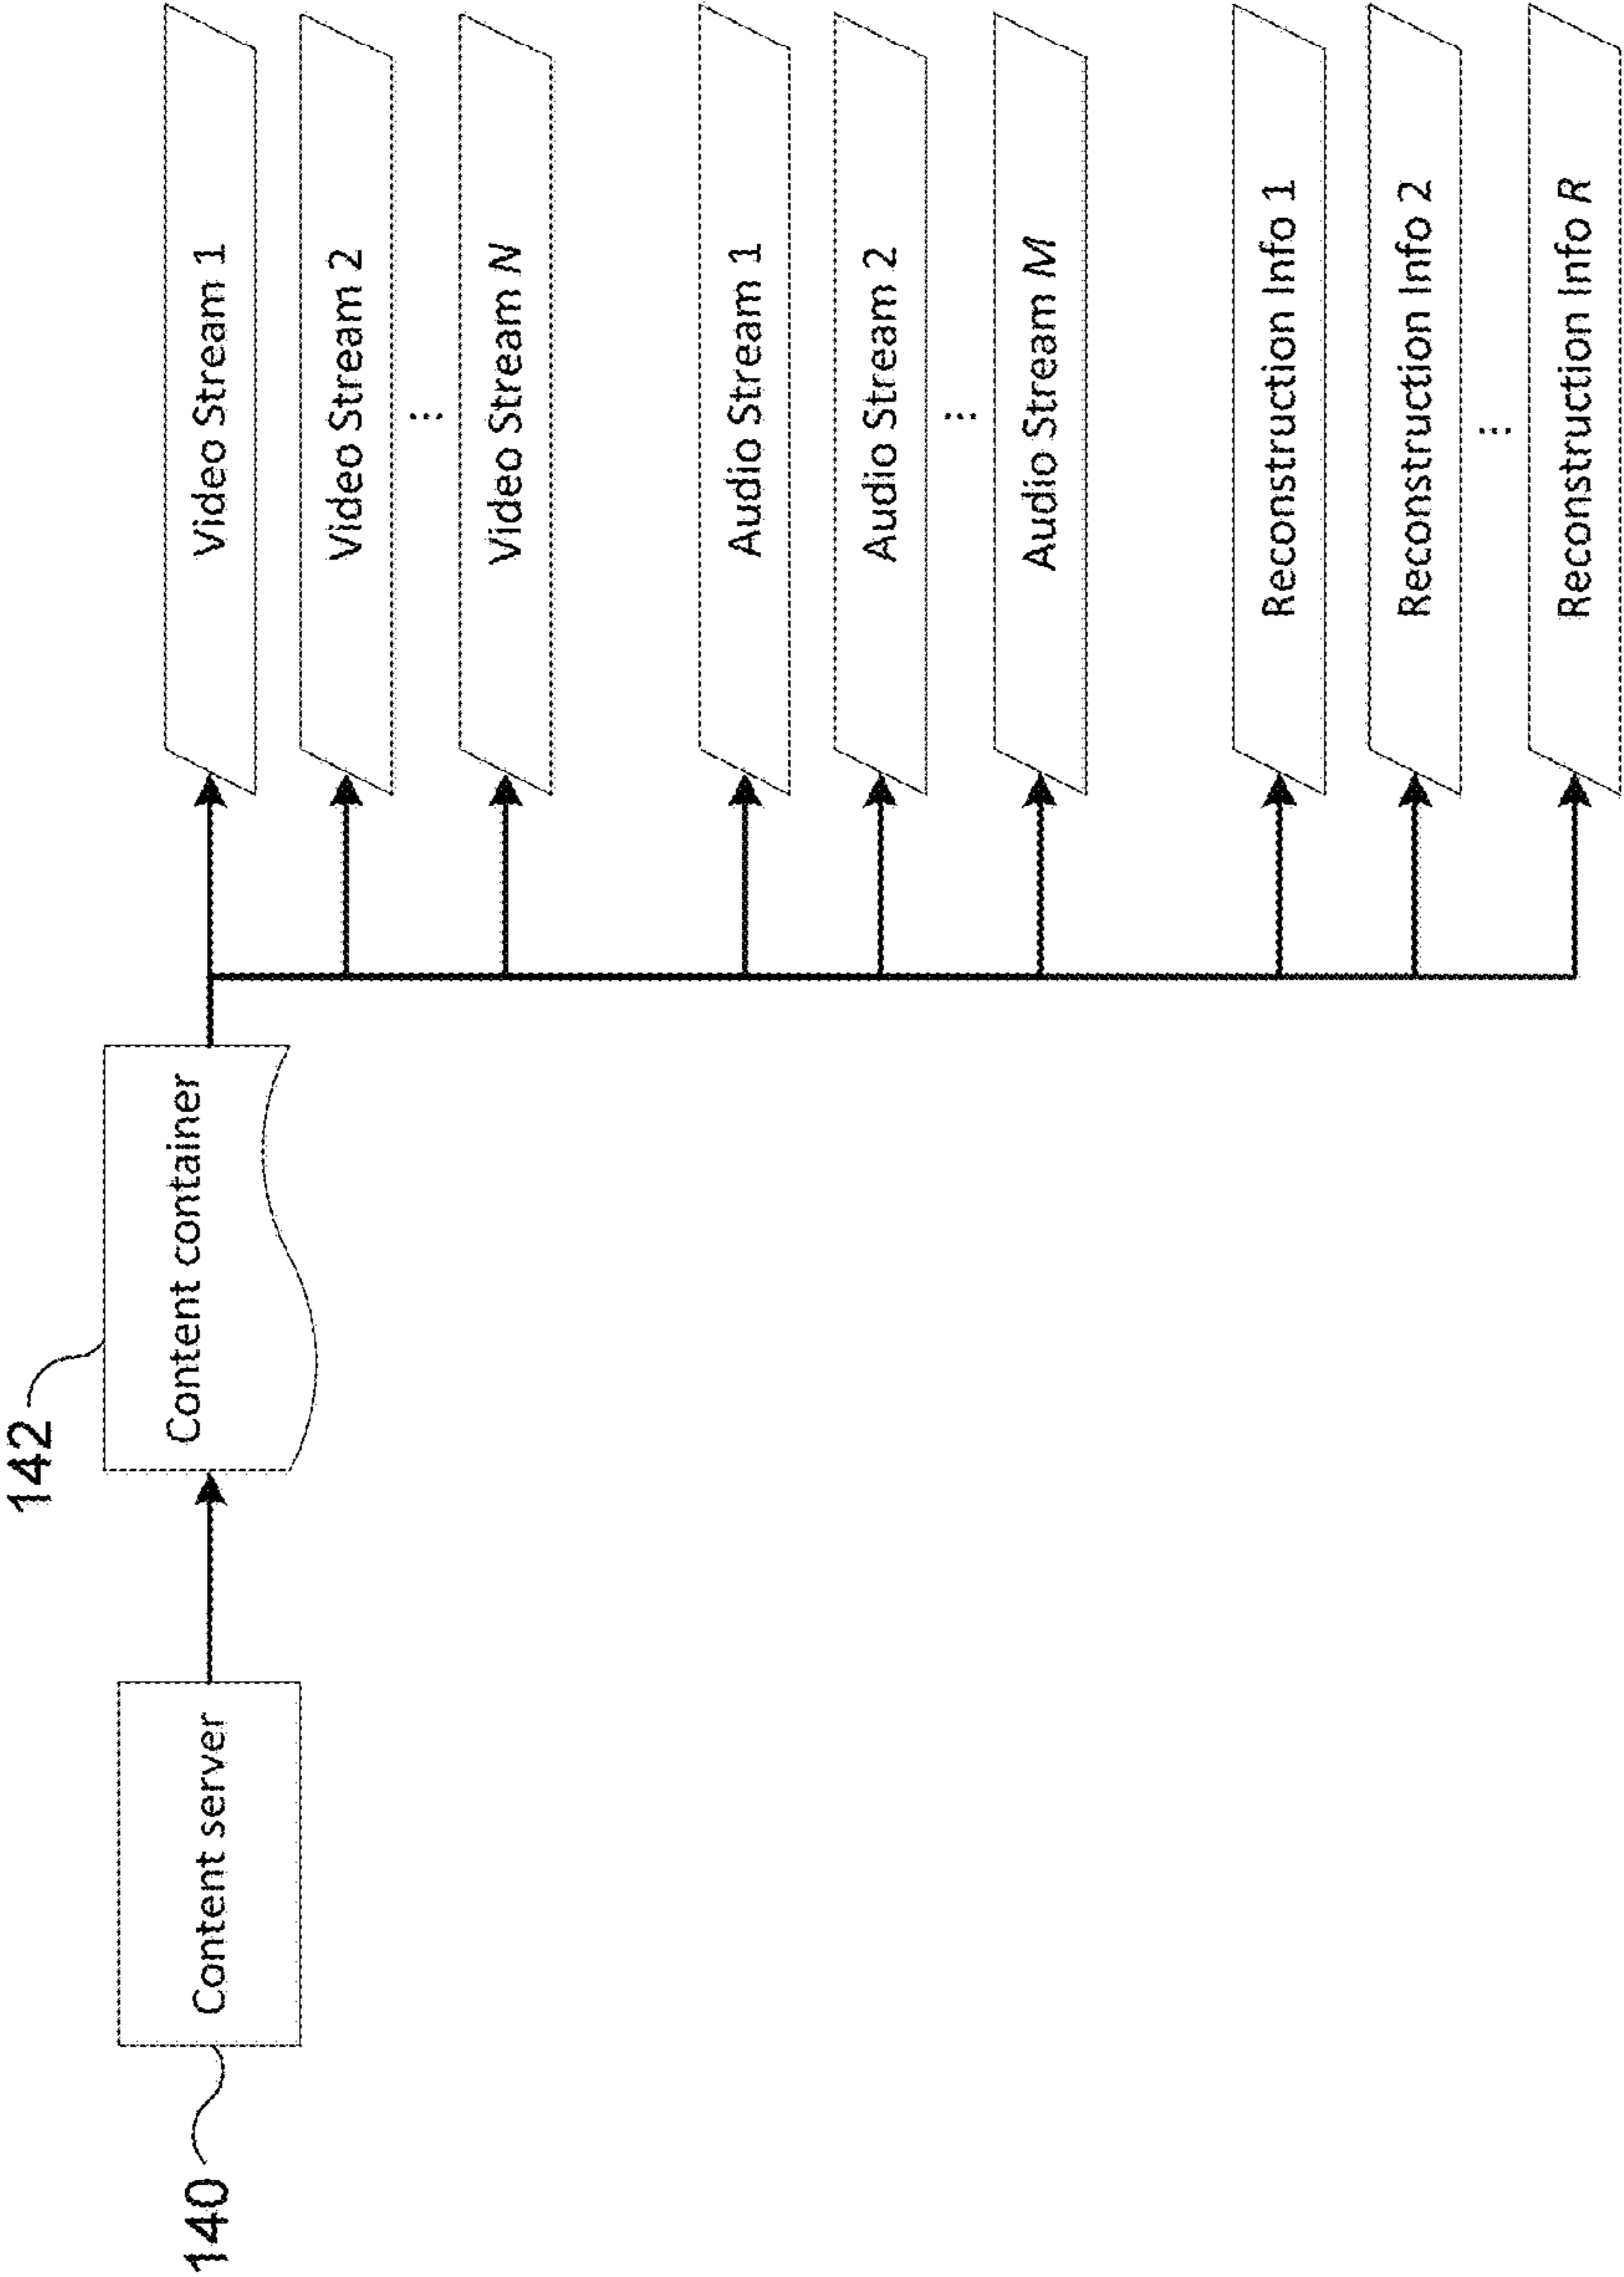 140
Content server
142
Content container
Video Stream 1
Video Stream 2
...
Video Stream N
Audio Stream 1
Audio Stream 2
...
Audio Stream M
Reconstruction Info 1
Reconstruction Info 2
...
Reconstruction Info R